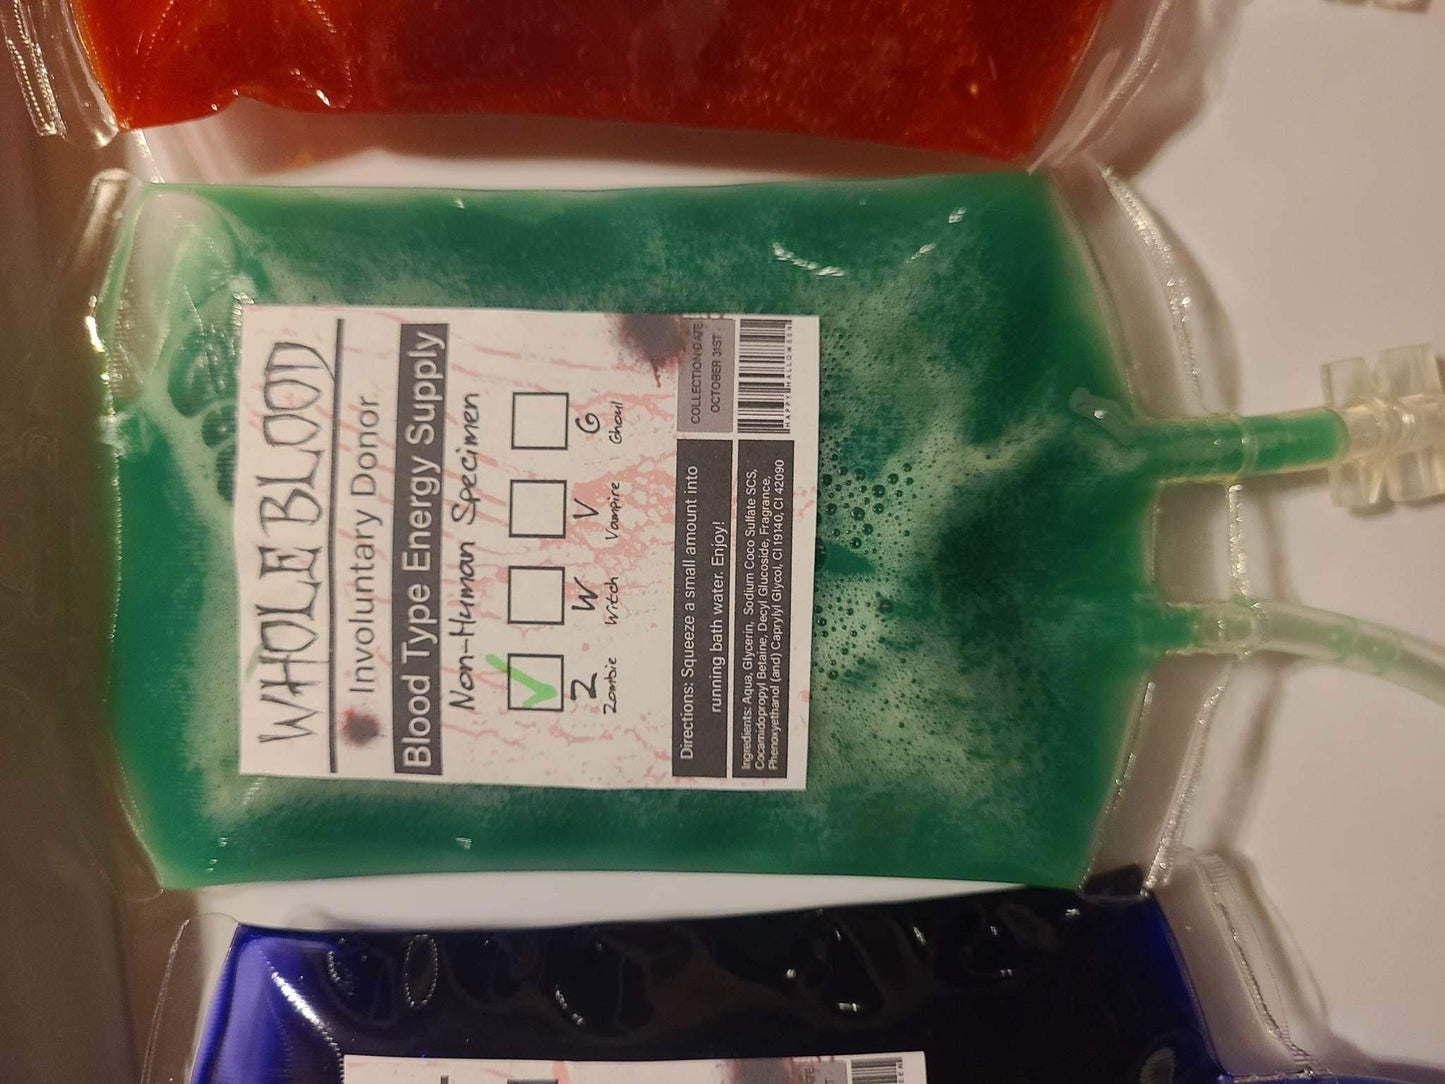 WHOLE BLOOD
Involuntary Donor
Blood Type Energy Supply
Non-Human Specimen
Z W V G
Zombie Witch Vampire Ghoul
Directions: Squeeze a small amount into
running bath water. Enjoy!
COLLECTION DATE
OCTOBER 31ST
Ingredients: Aqua, Glycerin, Sodium Coco Sulfate SCS,
Cocamidopropyl Betaine, Decyl Glucoside, Fragrance,
Phenoxyethanol (and) Caprylyl Glycol, CI 19140, CI 42090
HAPPY HALLOWEEN